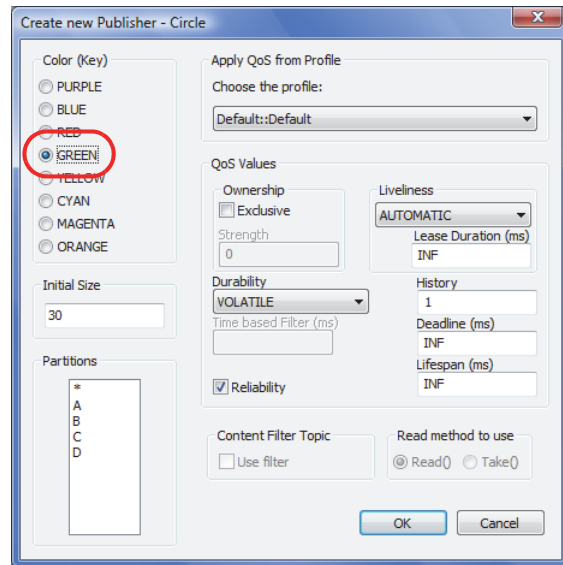 Create new Publisher - Circle
Color (Key)
PURPLE
BLUE
RED
GREEN
YELLOW
CYAN
MAGENTA
ORANGE
Initial Size
30
Partitions
*
A
B
C
D
Apply QoS from Profile
Choose the profile:
Default::Default
QoS Values
Ownership
Exclusive
Strength
0
Liveliness
AUTOMATIC
Lease Duration (ms)
INF
Durability
VOLATILE
Time based Filter (ms)
Reliability
History
1
Deadline (ms)
INF
Lifespan (ms)
INF
Content Filter Topic
Use filter
Read method to use
Read() Take()
OK Cancel